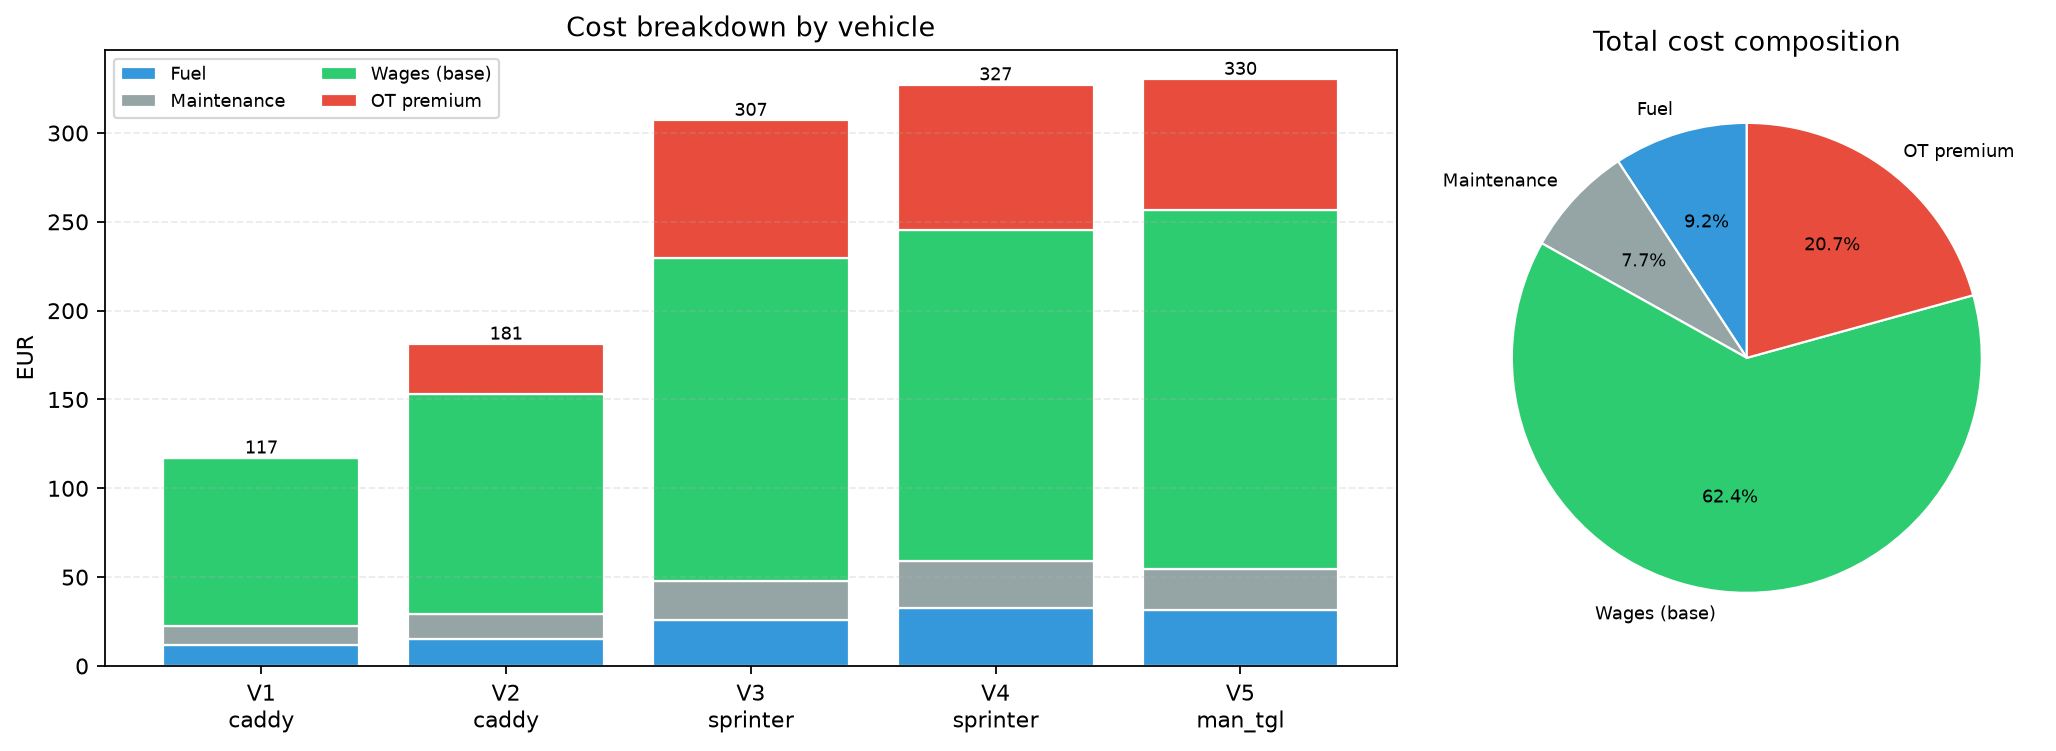 Cost breakdown by vehicle
Fuel
Maintenance
Wages (base)
OT premium
EUR
300
250
200
150
100
50
0
117
181
307
327
330
V1
caddy
V2
caddy
V3
sprinter
V4
sprinter
V5
man_tgl
Total cost composition
Fuel
OT premium
Maintenance
9.2%
20.7%
7.7%
62.4%
Wages (base)